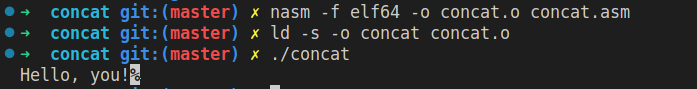 ➜ concat git:(master) ✗ nasm -f elf64 -o concat.o concat.asm
➜ concat git:(master) ✗ ld -s -o concat concat.o
➜ concat git:(master) ✗ ./concat
Hello, you!%